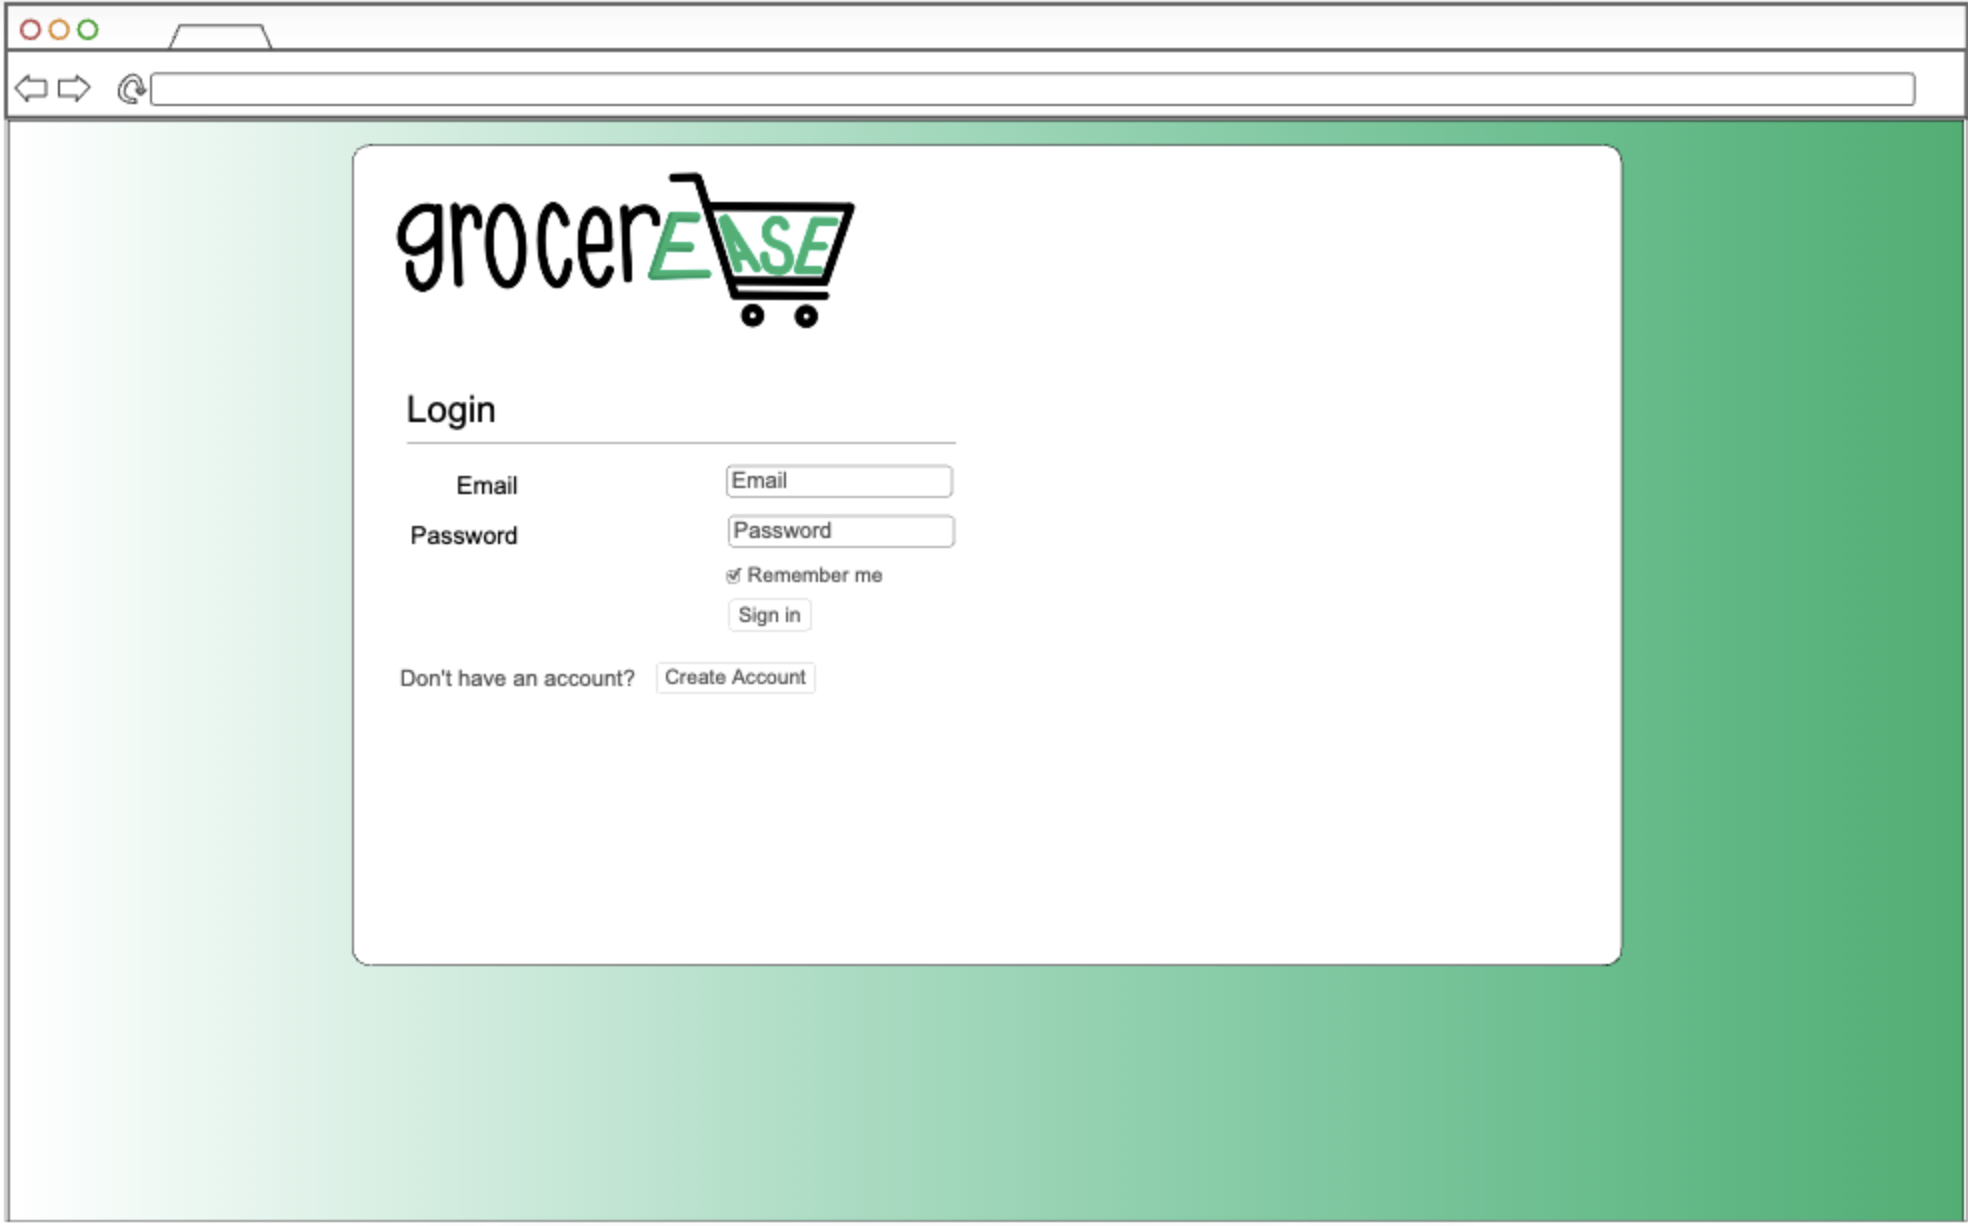 grocerEASE
Login
Email Email
Password Password
Remember me
Sign in
Don't have an account? Create Account